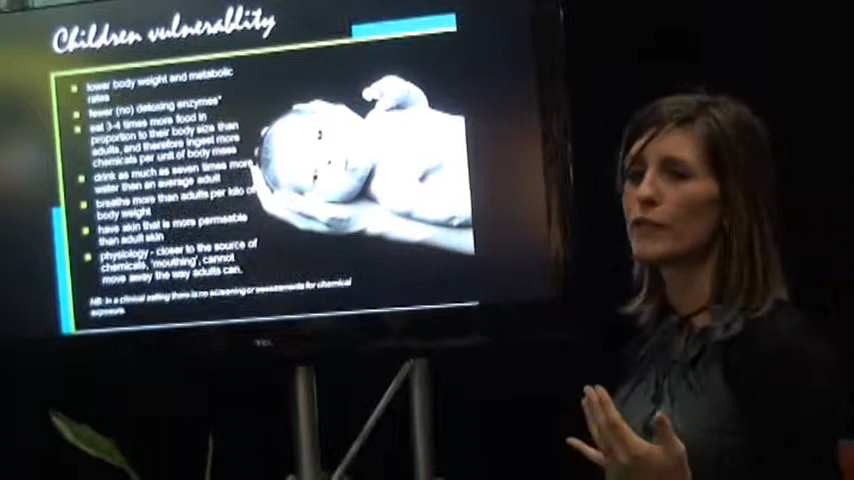 Children vulnerablity
lower body weight and metabolic
rates
fewer (no) detoxing enzymes*
eat 3-4 times more food in
proportion to their body size than
adults, and therefore ingest more
chemicals per unit of body mass
drink as much as seven times more
water than an average adult
breathe more than adults per kilo of
body weight
have skin that is more permeable
than adult skin
physiology - closer to the source of
chemicals, 'mouthing', cannot
move away the way adults can.
NB: In a clinical setting there is no screening or assessments for chemical
exposure.
TCL